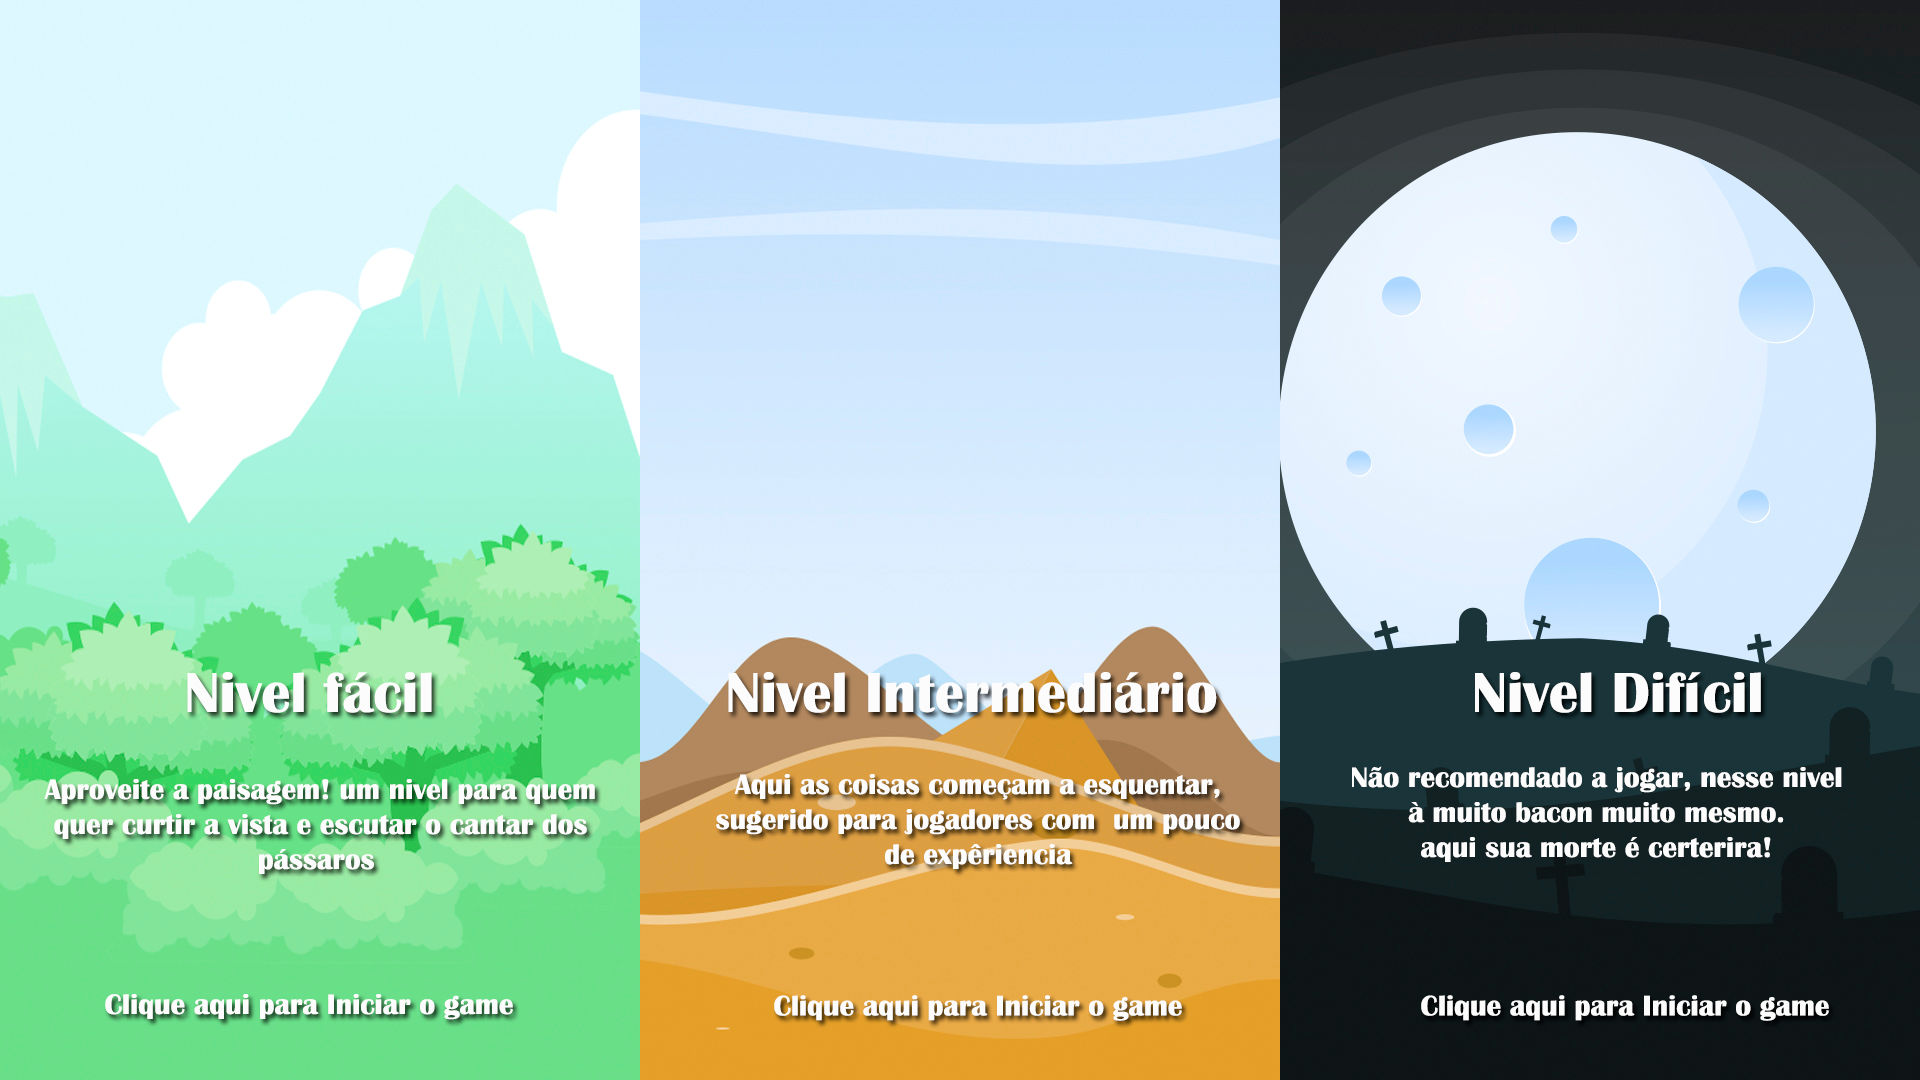 Nivel fácil
Aproveite a paisagem! um nivel para quem
quer curtir a vista e escutar o cantar dos
pássaros
Clique aqui para Iniciar o game
Nivel Intermediário
Aqui as coisas começam a esquentar,
sugerido para jogadores com  um pouco
de expêriencia
Clique aqui para Iniciar o game
Nivel Difícil
Não recomendado a jogar, nesse nivel
à muito bacon muito mesmo.
aqui sua morte é certerira!
Clique aqui para Iniciar o game